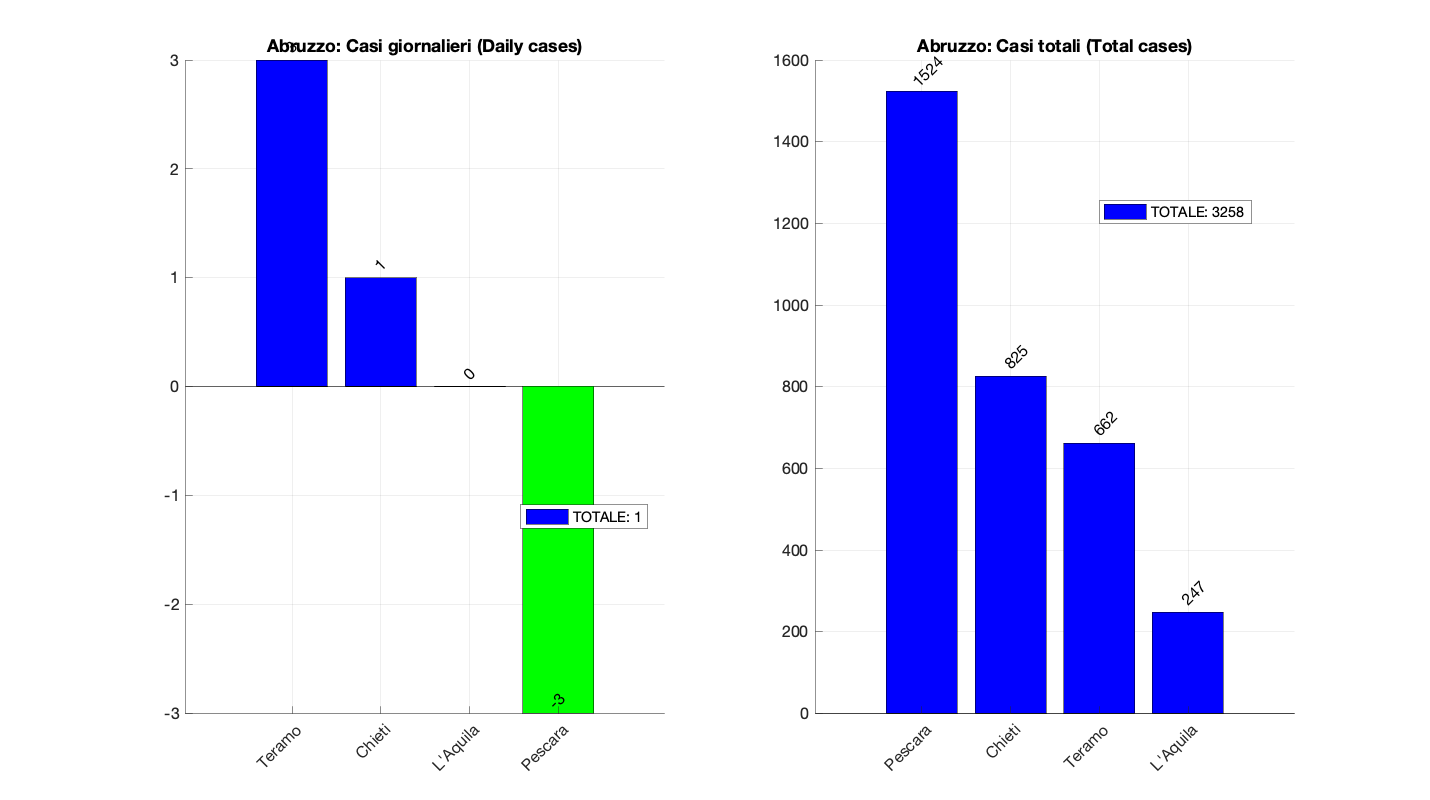 Abruzzo: Casi giornalieri (Daily cases)
3
3
2
1
0
-1
-2
-3
1
0
-3
TOTALE: 1
Teramo
Chieti
L'Aquila
Pescara
Abruzzo: Casi totali (Total cases)
1600
1400
1200
1000
800
600
400
200
0
1524
825
662
247
TOTALE: 3258
Pescara
Chieti
Teramo
L'Aquila